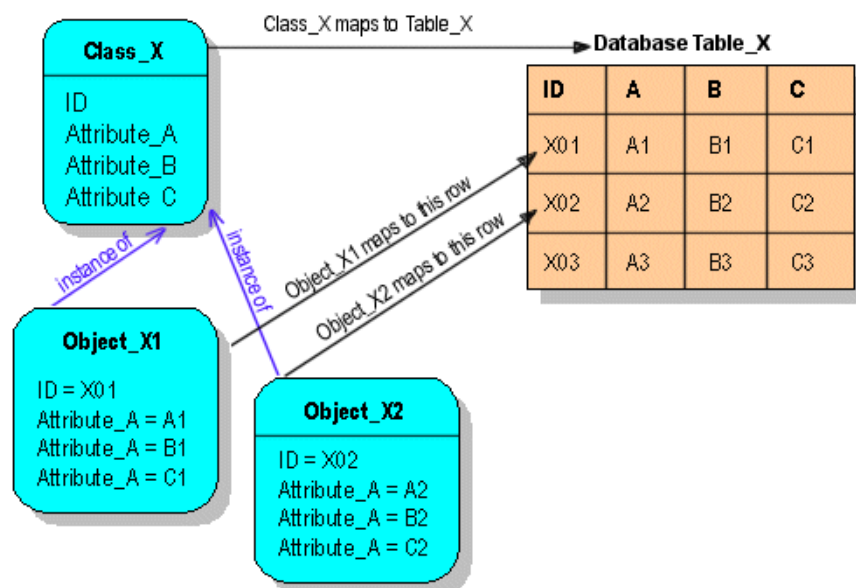 Class_X maps to Table_X
Class_X
ID
Attribute_A
Attribute_B
Attribute C
Database Table_X
ID A B C
X01 A1 B1 C1
X02 A2 B2 C2
X03 A3 B3 C3
instance of
instance of
Object_X1 maps to this row
Object_X2 maps to this row
Object_X1
ID = X01
Attribute_A = A1
Attribute_A = B1
Attribute_A = C1
Object_X2
ID = X02
Attribute_A = A2
Attribute_A = B2
Attribute_A = C2